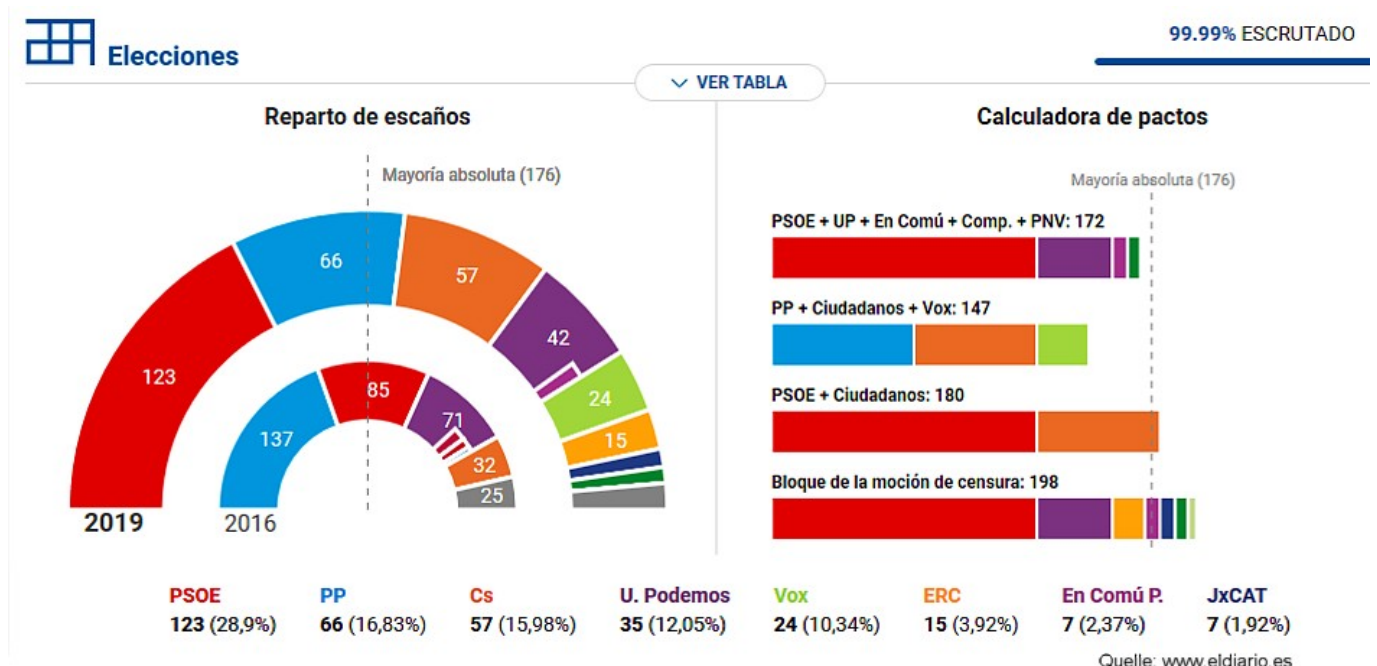 Elecciones
99.99% ESCRUTADO
VER TABLA
Reparto de escaños
Mayoría absoluta (176)
123
66
57
42
24
15
137
85
71
32
25
2019
2016
Calculadora de pactos
Mayoría absoluta (176)
PSOE + UP + En Comú + Comp. + PNV: 172
PP + Ciudadanos + Vox: 147
PSOE + Ciudadanos: 180
Bloque de la moción de censura: 198
PSOE PP Cs U. Podemos Vox ERC En Comú P. JxCAT
123 (28,9%) 66 (16,83%) 57 (15,98%) 35 (12,05%) 24 (10,34%) 15 (3,92%) 7 (2,37%) 7 (1,92%)
Quelle: www.eldiario.es